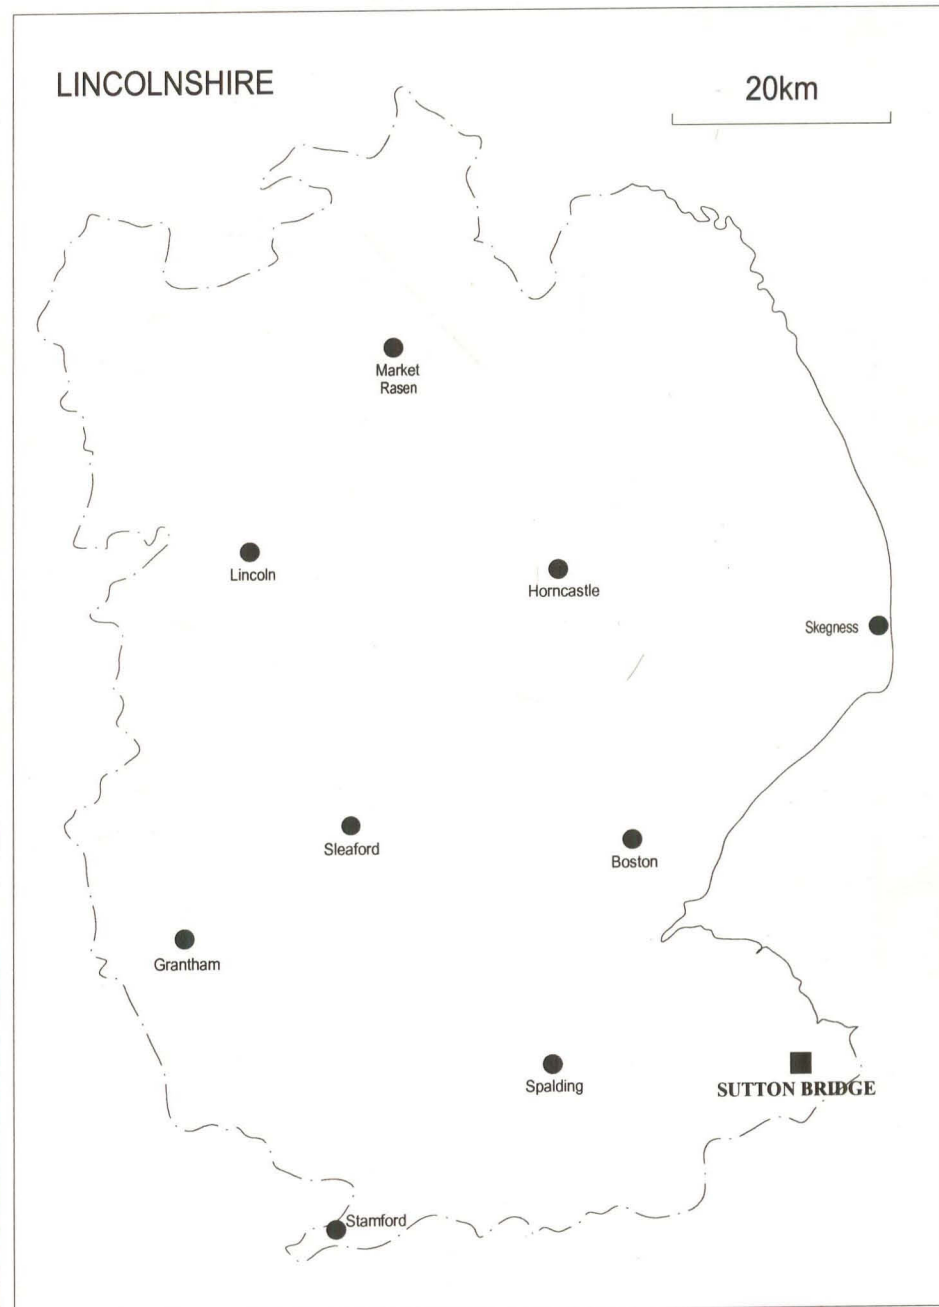 LINCOLNSHIRE
20km
Market
Rasen
Lincoln
Horncastle
Skegness
Sleaford
Boston
Grantham
Spalding
SUTTON BRIDGE
Stamford